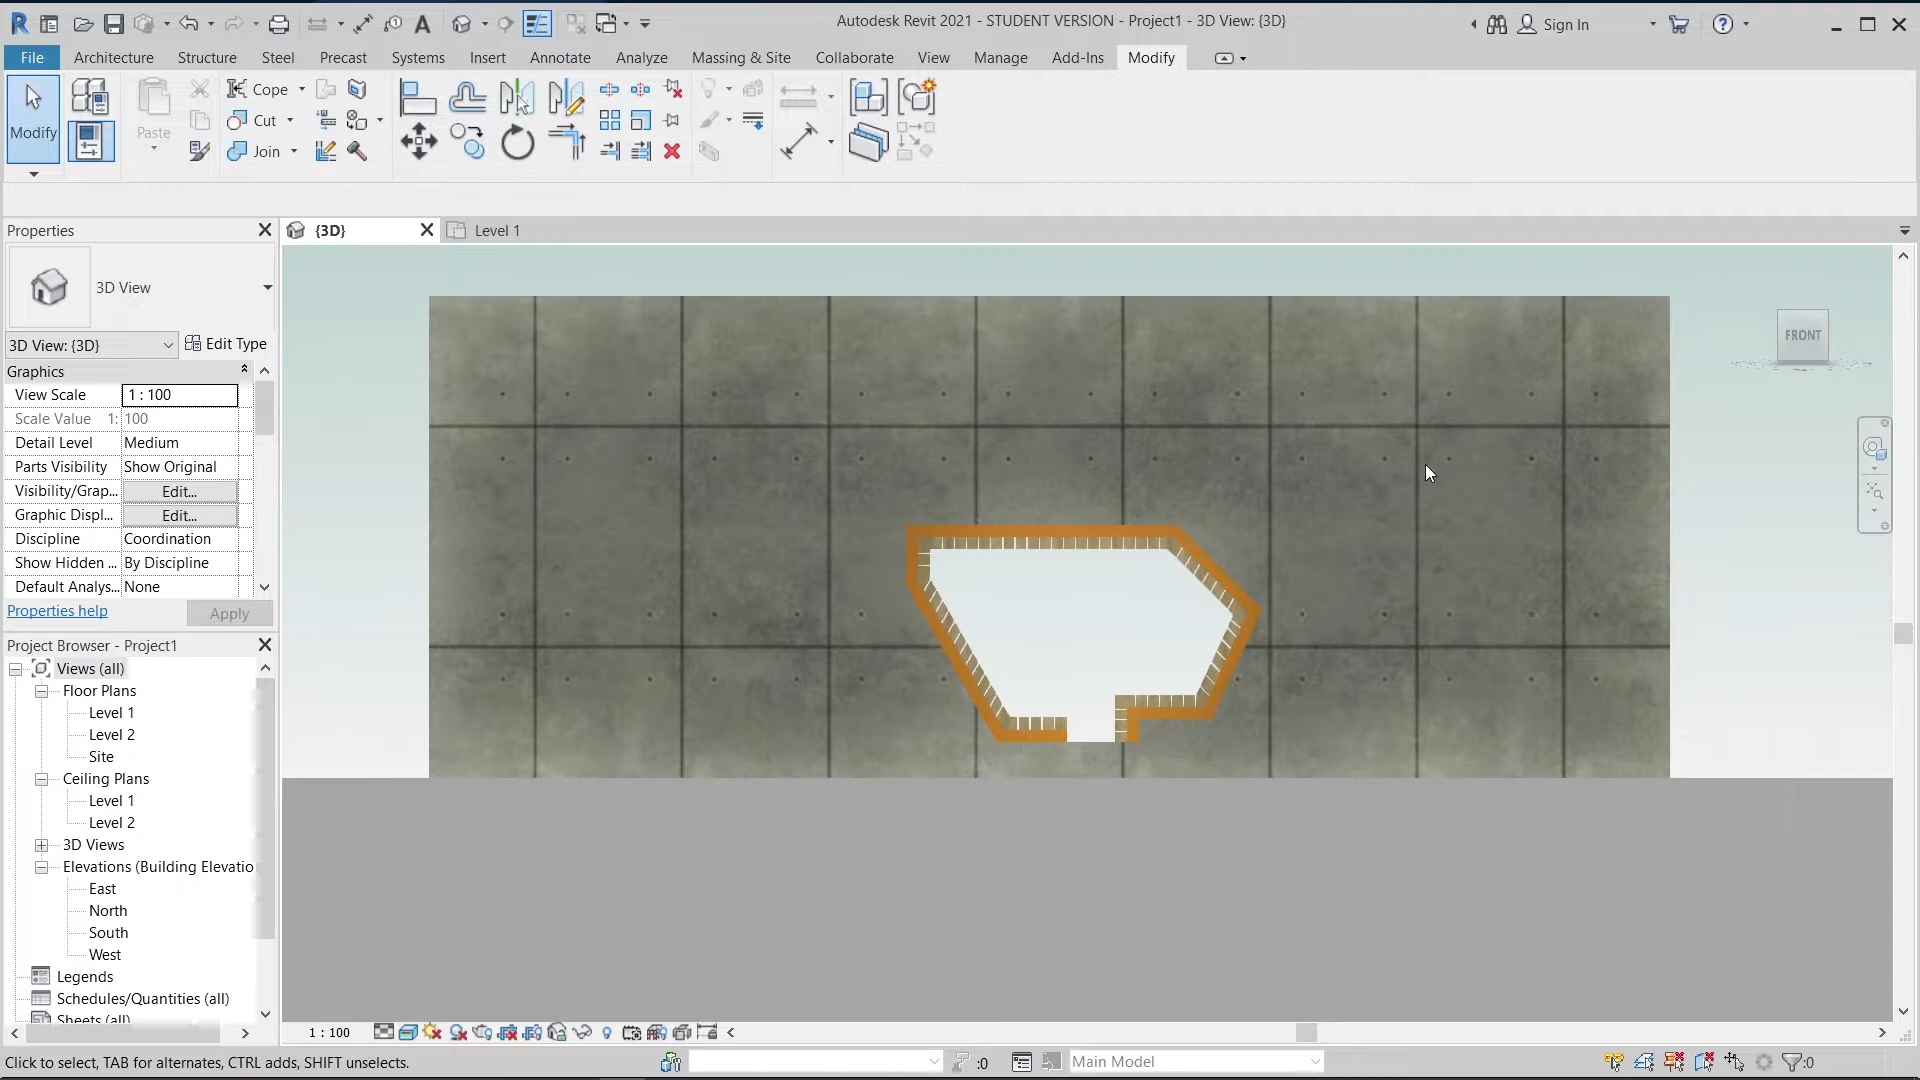 Autodesk Revit 2021 - STUDENT VERSION - Project1 - 3D View: {3D}
Sign In
File Architecture Structure Steel Precast Systems Insert Annotate Analyze Massing & Site Collaborate View Manage Add-Ins Modify
Modify
Paste
Cope
Cut
Join
Properties
{3D}
Level 1
3D View
3D View: {3D}
Edit Type
Graphics
View Scale 1 : 100
Scale Value 1: 100
Detail Level Medium
Parts Visibility Show Original
Visibility/Grap... Edit...
Graphic Displ... Edit...
Discipline Coordination
Show Hidden ... By Discipline
Default Analys... None
Properties help
Apply
FRONT
Project Browser - Project1
Views (all)
Floor Plans
Level 1
Level 2
Site
Ceiling Plans
Level 1
Level 2
3D Views
Elevations (Building Elevatio
East
North
South
West
Legends
Schedules/Quantities (all)
Sheets (all)
1 : 100
Click to select, TAB for alternates, CTRL adds, SHIFT unselects.
:0
Main Model
:0